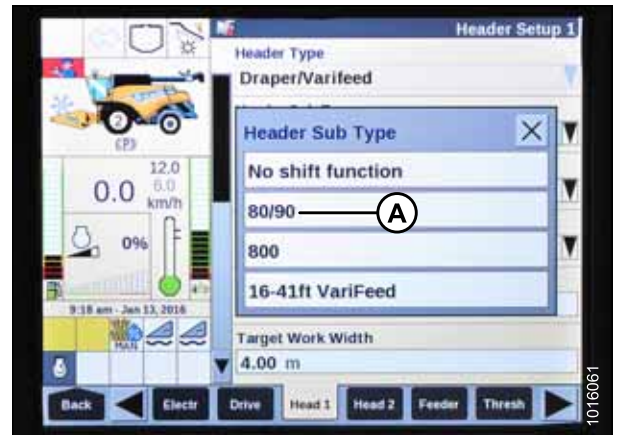 Header Setup 1
Header Type
Draper/Varifeed
Header Sub Type
No shift function
80/90
A
800
16-41ft VariFeed
Target Work Width
4.00 m
2
(P)
0.0
12.0
6.0
km/h
0%
9:18 am - Jan 13, 2016
MAN
Back
Electr
Drive
Head 1
Head 2
Feeder
Thresh
1016061